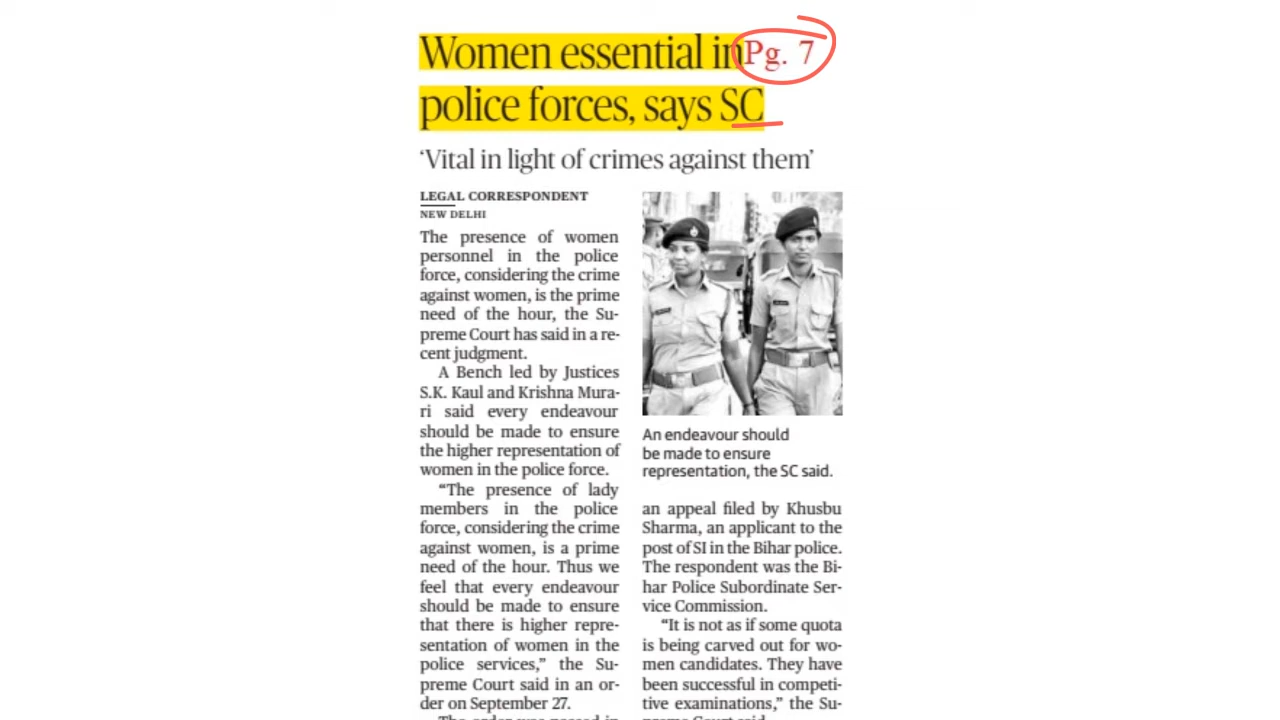 Women essential in Pg. 7
police forces, says SC
‘Vital in light of crimes against them’
LEGAL CORRESPONDENT
NEW DELHI
The presence of women
personnel in the police
force, considering the crime
against women, is the prime
need of the hour, the Su-
preme Court has said in a re-
cent judgment.
A Bench led by Justices
S.K. Kaul and Krishna Mura-
ri said every endeavour
should be made to ensure
the higher representation of
women in the police force.
“The presence of lady
members in the police
force, considering the crime
against women, is a prime
need of the hour. Thus we
feel that every endeavour
should be made to ensure
that there is higher repre-
sentation of women in the
police services,” the Su-
preme Court said in an or-
der on September 27.
The order was passed in
An endeavour should
be made to ensure
representation, the SC said.
an appeal filed by Khusbu
Sharma, an applicant to the
post of SI in the Bihar police.
The respondent was the Bi-
har Police Subordinate Ser-
vice Commission.
“It is not as if some quota
is being carved out for wo-
men candidates. They have
been successful in competi-
tive examinations,” the Su-
preme Court said.